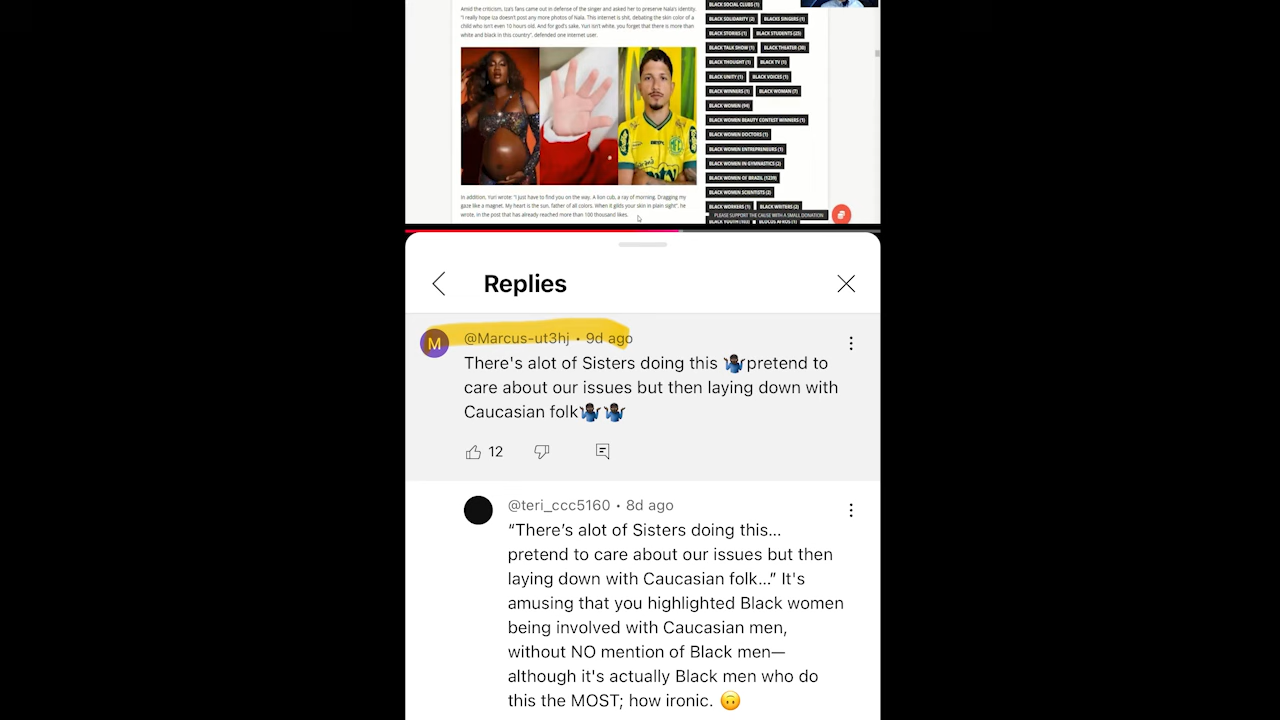 Amid the criticism, Iza's fans came out in defense of the singer and asked her to preserve Nala's identity.
"I really hope Iza doesn't post any more photos of Nala. This internet is shit, debating the skin color of a
child who isn't even 10 hours old. And for god's sake, Yuri isn't white, you forget that there is more than
white and black in this country", defended one internet user.
In addition, Yuri wrote: "I just have to find you on the way. A lion cub, a ray of morning. Dragging my
gaze like a magnet. My heart is the sun, father of all colors. When it gilds your skin in plain sight", he
wrote, in the post that has already reached more than 100 thousand likes.
BLACK SOCIAL CLUBS (1)
BLACK SOLIDARITY (2) BLACKS SINGERS (1)
BLACK STORIES (1) BLACK STUDENTS (25)
BLACK TALK SHOW (1) BLACK THEATER (30)
BLACK THOUGHT (1) BLACK TV (1)
BLACK UNITY (1) BLACK VOICES (1)
BLACK WINNERS (1) BLACK WOMAN (7)
BLACK WOMEN (94)
BLACK WOMEN BEAUTY CONTEST WINNERS (1)
BLACK WOMEN DOCTORS (1)
BLACK WOMEN ENTREPRENEURS (1)
BLACK WOMEN IN GYMNASTICS (2)
BLACK WOMEN OF BRAZIL (1239)
BLACK WOMEN SCIENTISTS (2)
BLACK WORKERS (1) BLACK WRITERS (2)
PLEASE SUPPORT THE CAUSE WITH A SMALL DONATION
BLACK YOUTH BLOCOS AFROS (1)
Replies
M
@Marcus-ut3hj • 9d ago
There's alot of Sisters doing this 🤷🏿‍♂️pretend to
care about our issues but then laying down with
Caucasian folk🤷🏿‍♂️🤷🏿‍♂️
12
@teri_ccc5160 • 8d ago
“There’s alot of Sisters doing this...
pretend to care about our issues but then
laying down with Caucasian folk...” It's
amusing that you highlighted Black women
being involved with Caucasian men,
without NO mention of Black men—
although it's actually Black men who do
this the MOST; how ironic. 🙃